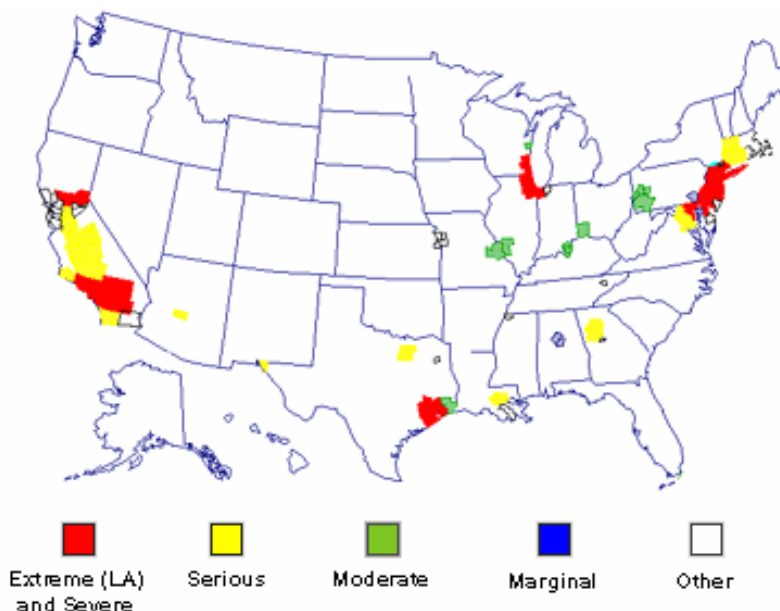 Extreme (LA)
and Severe
Serious
Moderate
Marginal
Other